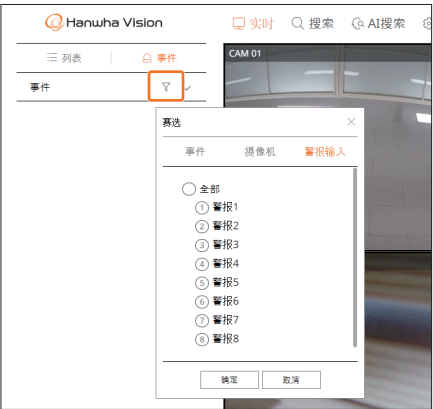 Hanwha Vision
实时 搜索 AI搜索
列表 事件
CAM 01
事件
赛选
事件 摄像机 警报输入
全部
1 警报1
2 警报2
3 警报3
4 警报4
5 警报5
6 警报6
7 警报7
8 警报8
确定 取消